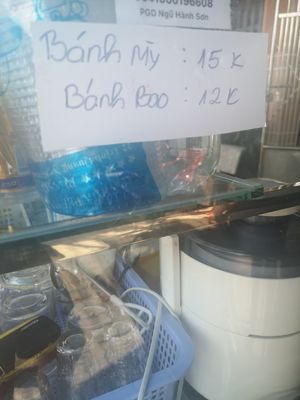 PGD Ngũ Hành Sơn
Bánh Mỳ : 15 K
Bánh Bao : 12 K